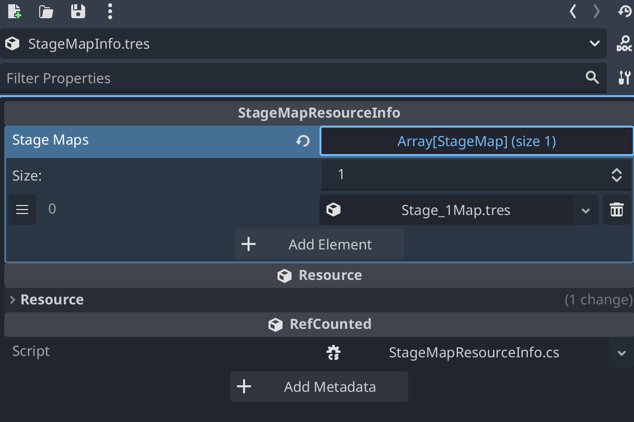 DOC
StageMapInfo.tres
Filter Properties
StageMapResourceInfo
Stage Maps Array[StageMap] (size 1)
Size: 1
0 Stage_1Map.tres
Add Element
Resource
Resource (1 change)
RefCounted
Script StageMapResourceInfo.cs
Add Metadata